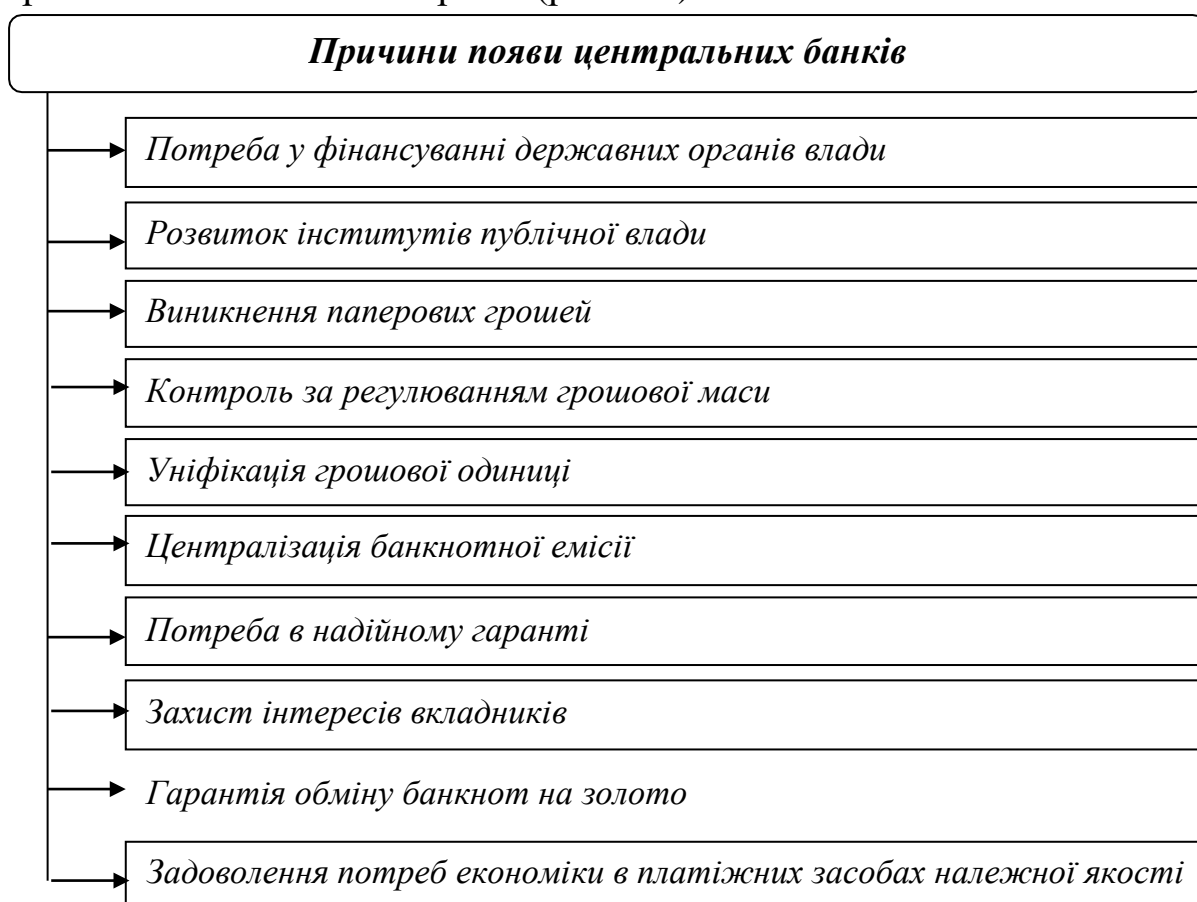 Причини появи центральних банків
Потреба у фінансуванні державних органів влади
Розвиток інститутів публічної влади
Виникнення паперових грошей
Контроль за регулюванням грошової маси
Уніфікація грошової одиниці
Централізація банкнотної емісії
Потреба в надійному гаранті
Захист інтересів вкладників
Гарантія обміну банкнот на золото
Задоволення потреб економіки в платіжних засобах належної якості